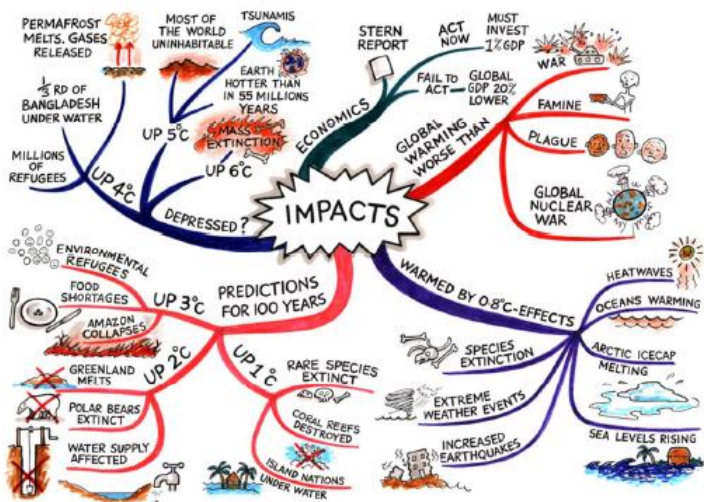 IMPACTS
ECONOMICS
STERN
REPORT
ACT
NOW
MUST
INVEST
1% GDP
FAIL TO
ACT
GLOBAL
GDP 20%
LOWER
GLOBAL
WARMING
WORSE THAN
WAR
FAMINE
PLAGUE
GLOBAL
NUCLEAR
WAR
WARMED BY 0.8°C-EFFECTS
HEATWAVES
OCEANS WARMING
ARCTIC ICECAP
MELTING
SEA LEVELS RISING
SPECIES
EXTINCTION
EXTREME
WEATHER EVENTS
INCREASED
EARTHQUAKES
PREDICTIONS
FOR 100 YEARS
UP 1°C
RARE SPECIES
EXTINCT
CORAL REEFS
DESTROYED
ISLAND NATIONS
UNDER WATER
UP 2°C
GREENLAND
MELTS
POLAR BEARS
EXTINCT
WATER SUPPLY
AFFECTED
UP 3°C
ENVIRONMENTAL
REFUGEES
FOOD
SHORTAGES
AMAZON
COLLAPSES
DEPRESSED?
UP 4°C
MILLIONS
OF
REFUGEES
1/3 RD OF
BANGLADESH
UNDER WATER
PERMAFROST
MELTS. GASES
RELEASED
UP 5°C
MOST OF
THE WORLD
UNINHABITABLE
TSUNAMIS
EARTH
HOTTER THAN
IN 55 MILLIONS
YEARS
UP 6°C
MASS
EXTINCTION